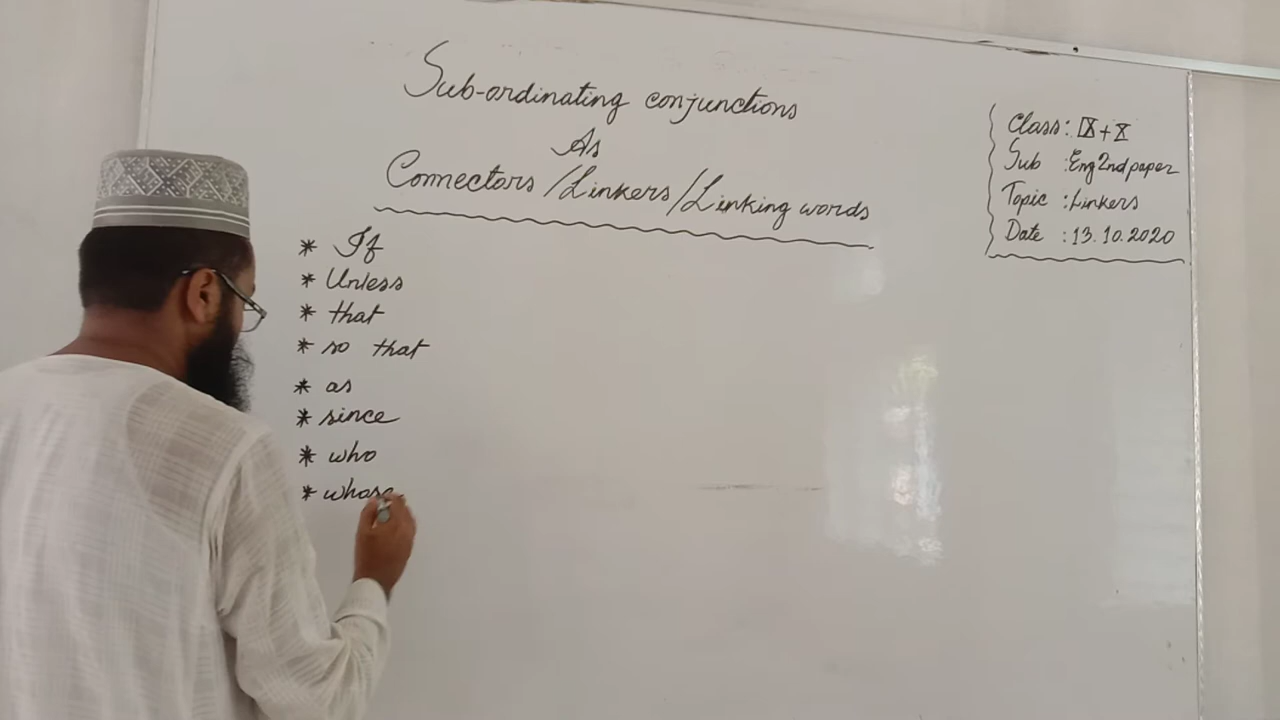 Sub-ordinating conjunctions
As
Connectors/Linkers/Linking words
* If
* Unless
* that
* so that
* as
* since
* who
* whose
Class: IX+X
Sub : Eng 2nd paper
Topic : Linkers
Date : 13.10.2020